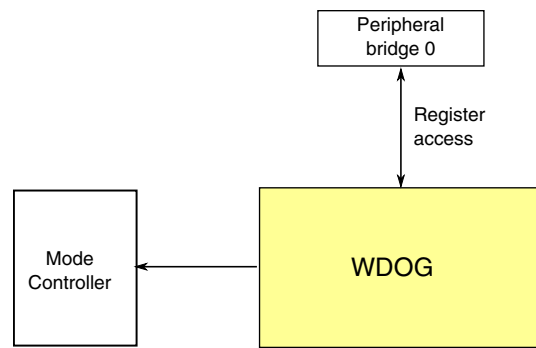 Peripheral
bridge 0
Register
access
Mode
Controller
WDOG